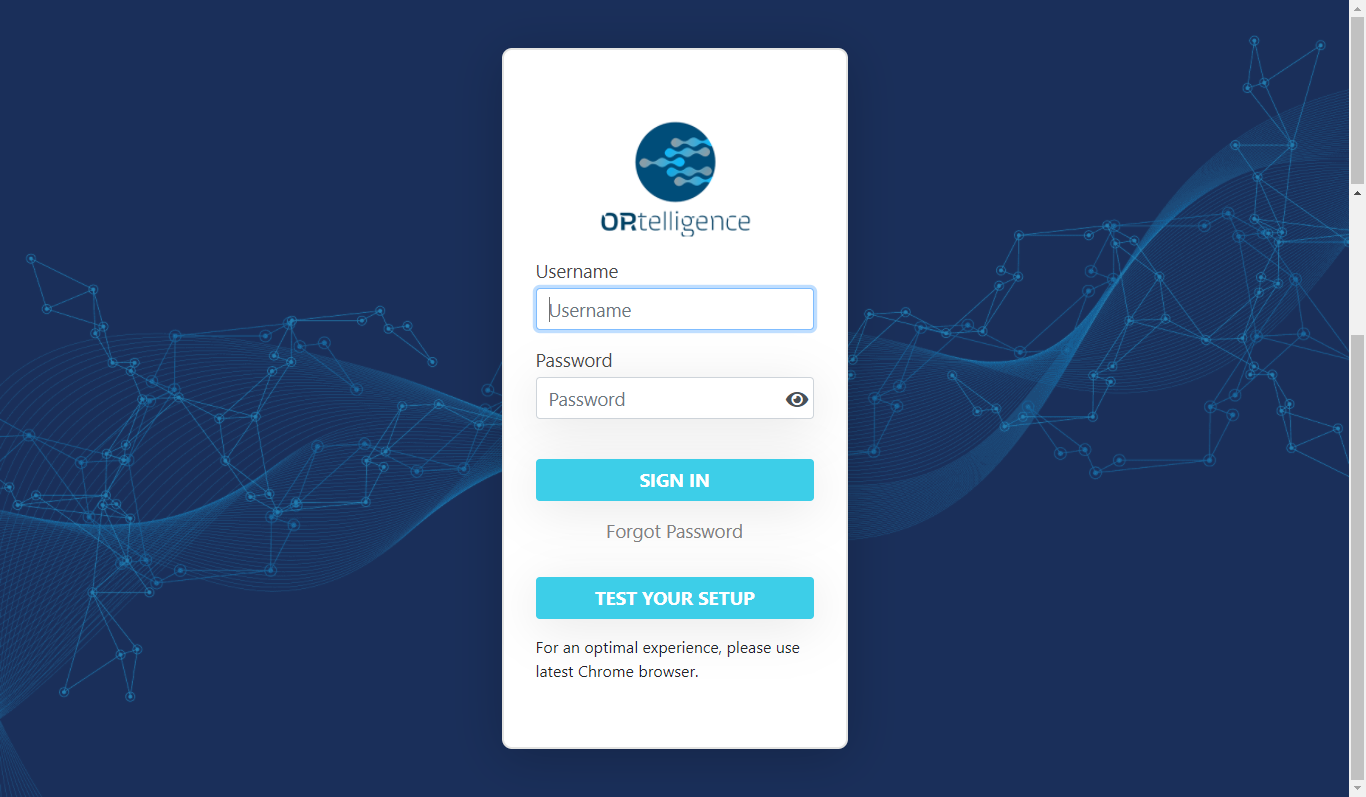 ORtelligence
Username
Username
Password
Password
SIGN IN
Forgot Password
TEST YOUR SETUP
For an optimal experience, please use
latest Chrome browser.